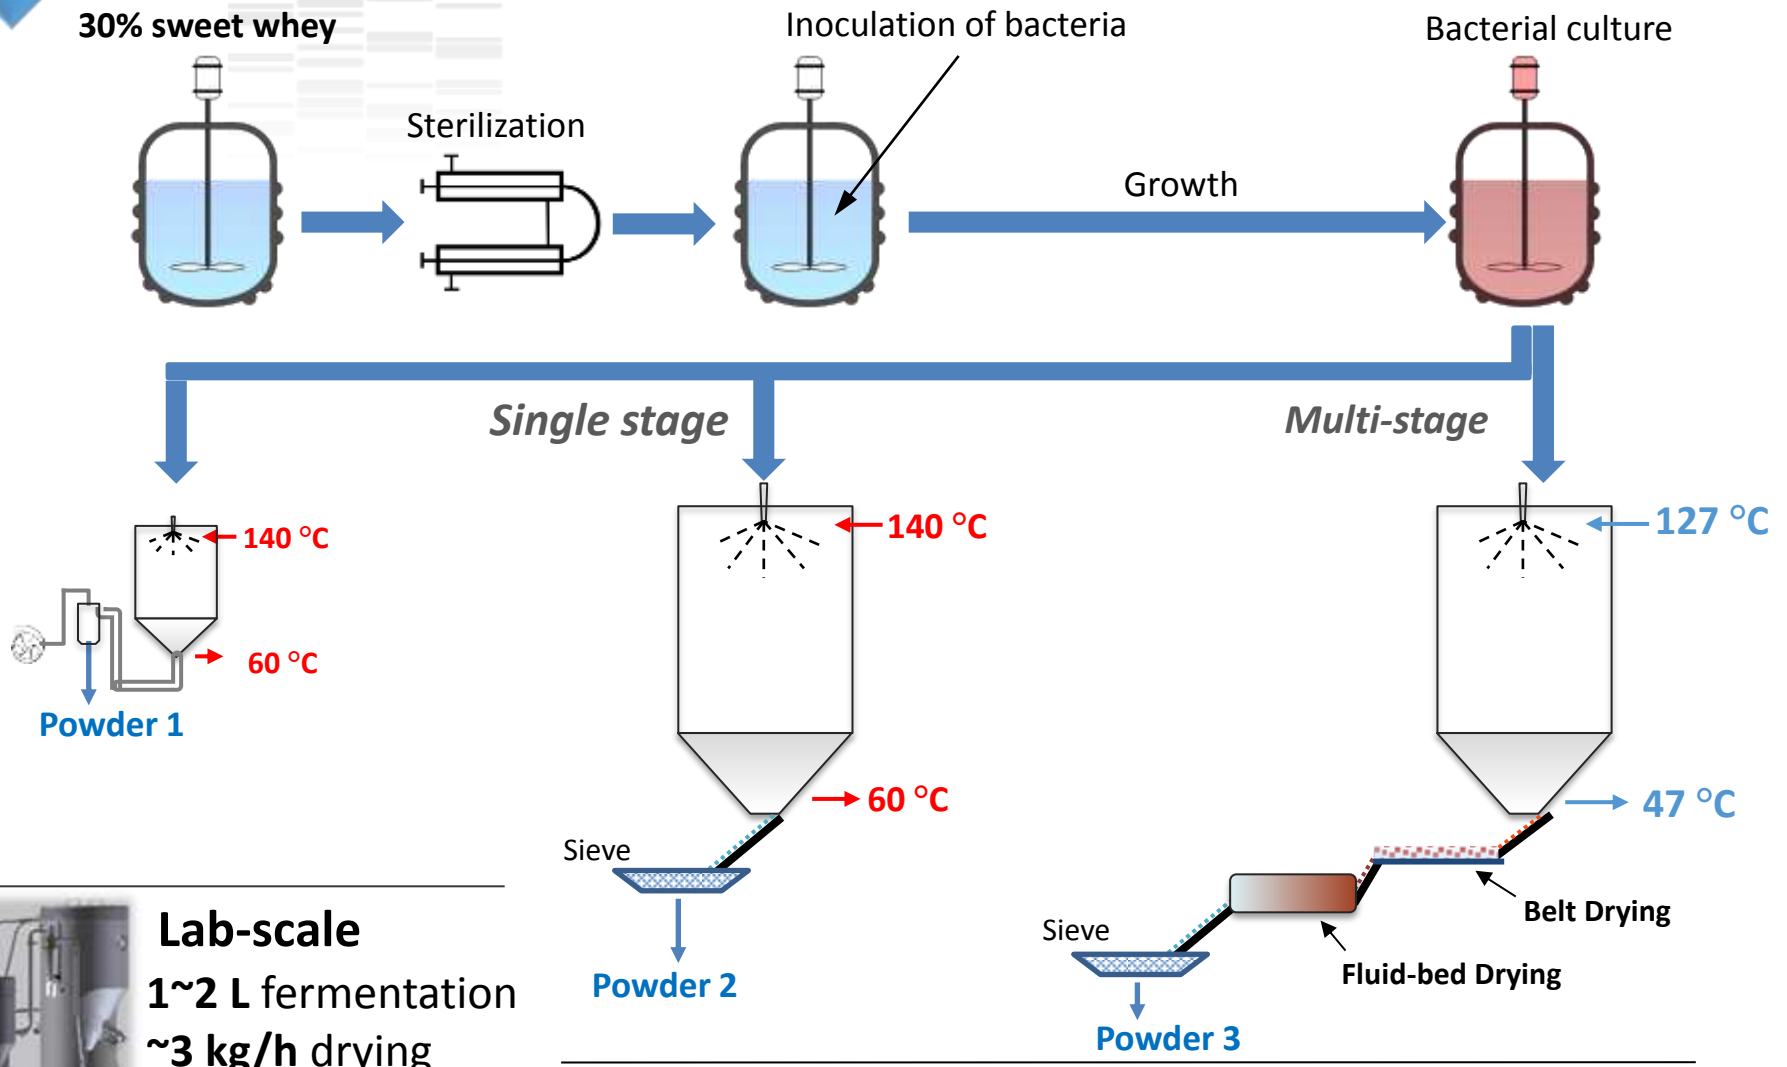 30% sweet whey
Inoculation of bacteria
Bacterial culture
Sterilization
Growth
Single stage
Multi-stage
140 °C
140 °C
127 °C
60 °C
Powder 1
60 °C
47 °C
Sieve
Belt Drying
Lab-scale
Sieve
Fluid-bed Drying
1~2 L fermentation
Powder 2
~3 kg/h drying
Powder 3